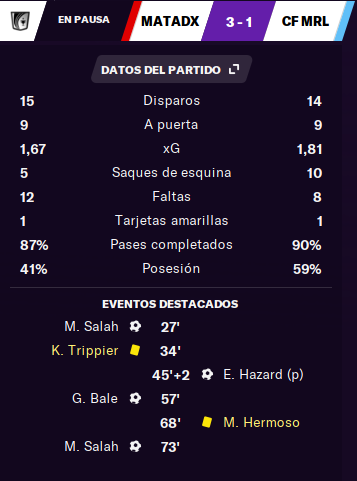 EN PAUSA MATADX 3 - 1 CF MRL
DATOS DEL PARTIDO
15 Disparos 14
9 A puerta 9
1,67 xG 1,81
5 Saques de esquina 10
12 Faltas 8
1 Tarjetas amarillas 1
87% Pases completados 90%
41% Posesión 59%
EVENTOS DESTACADOS
M. Salah 27'
K. Trippier 34'
45'+2 E. Hazard (p)
G. Bale 57'
68' M. Hermoso
M. Salah 73'